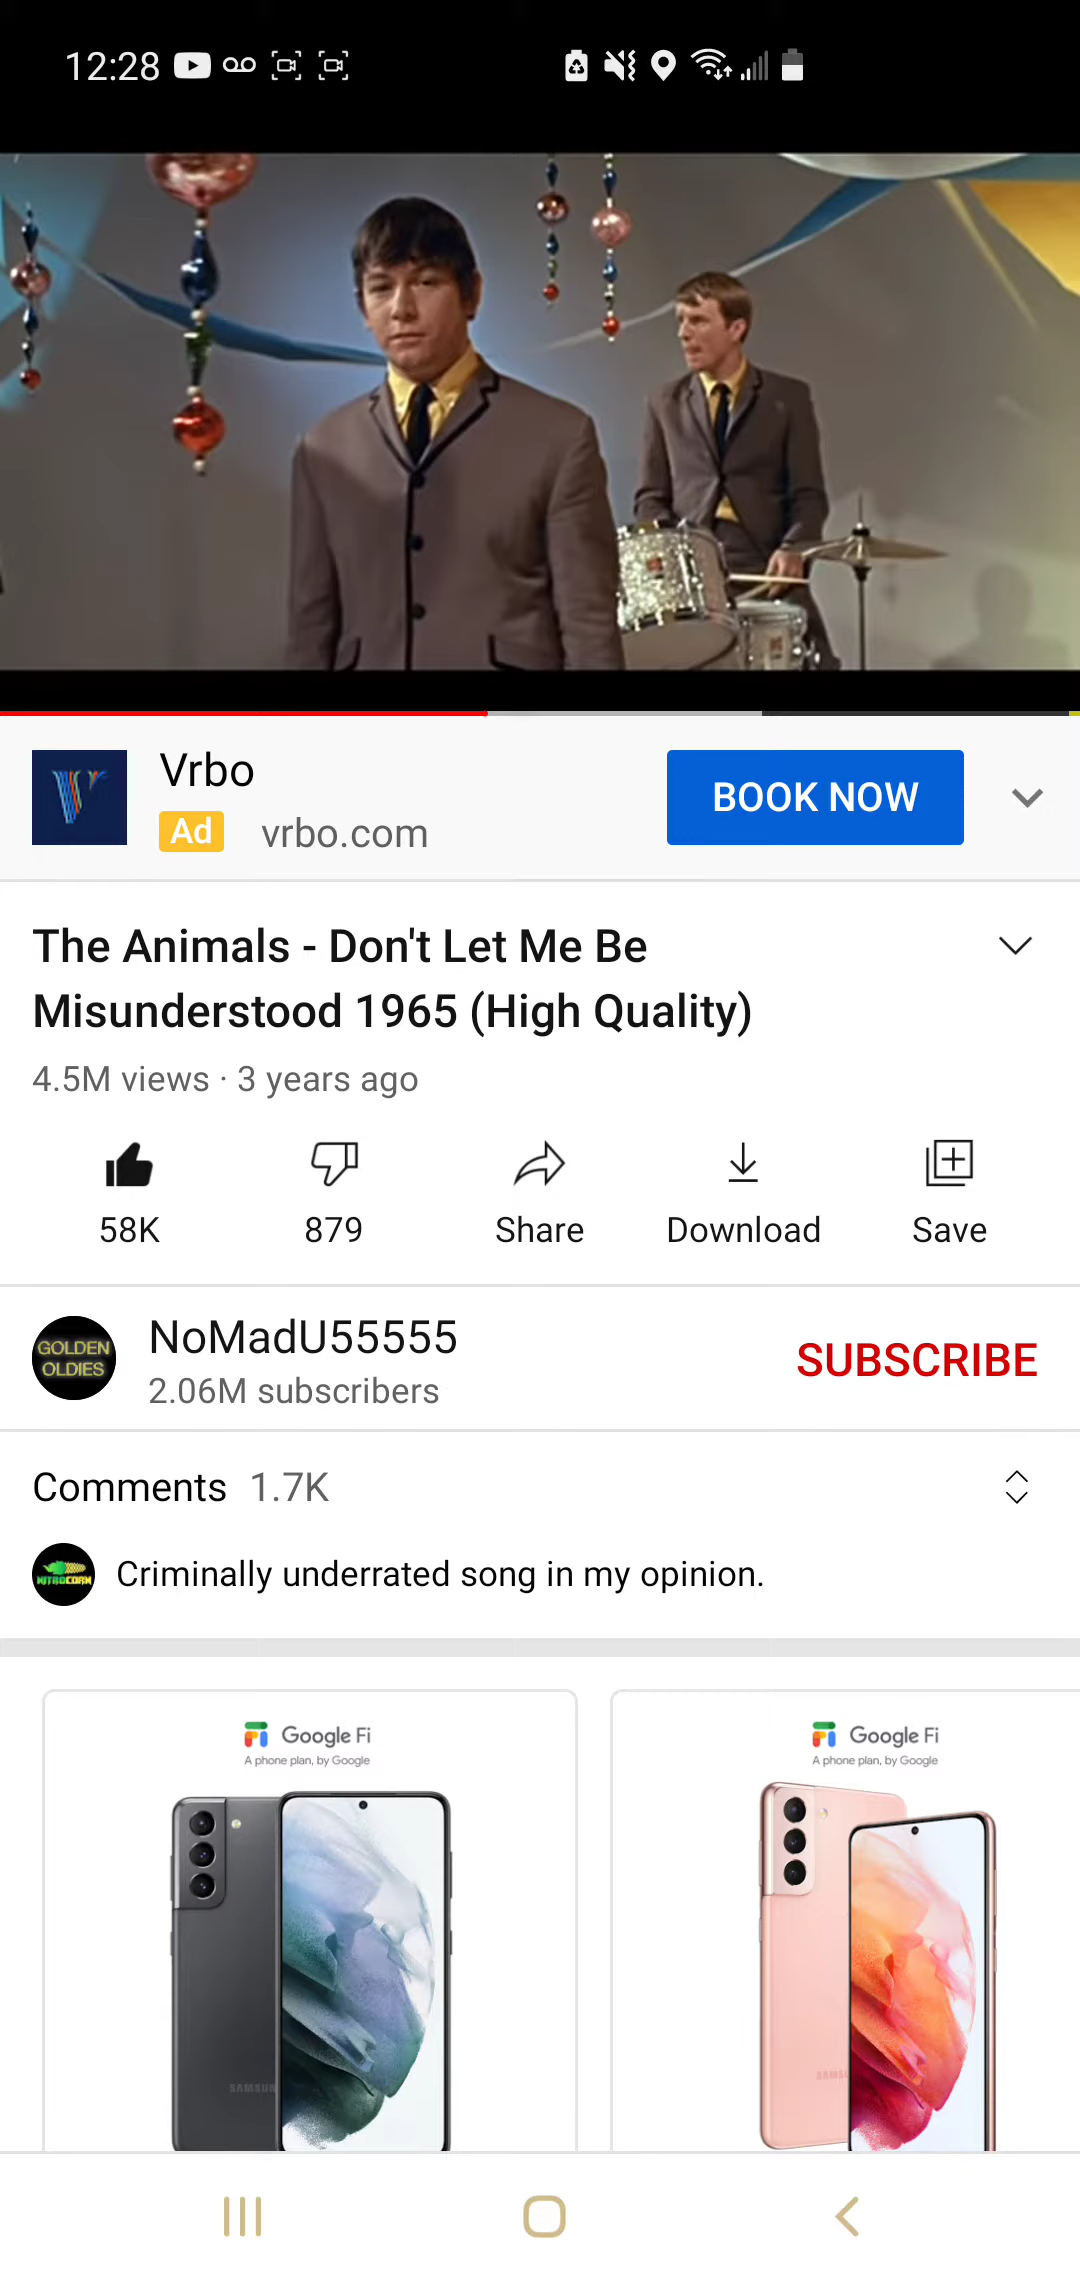 12:28
Vrbo
BOOK NOW
Ad vrbo.com
The Animals - Don't Let Me Be
Misunderstood 1965 (High Quality)
4.5M views · 3 years ago
58K 879 Share Download Save
GOLDEN
OLDIES
NoMadU55555
2.06M subscribers
SUBSCRIBE
Comments 1.7K
NITROCORN
Criminally underrated song in my opinion.
Google Fi
A phone plan, by Google
SAMSUN
Google Fi
A phone plan, by Google
SAMSU